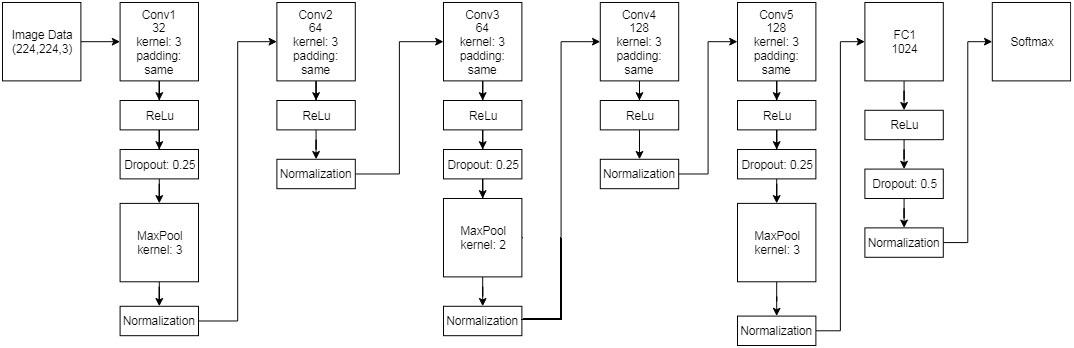 Image Data
(224,224,3)
Conv1
32
kernel: 3
padding:
same
ReLu
Dropout: 0.25
MaxPool
kernel: 3
Normalization
Conv2
64
kernel: 3
padding:
same
ReLu
Normalization
Conv3
64
kernel: 3
padding:
same
ReLu
Dropout: 0.25
MaxPool
kernel: 2
Normalization
Conv4
128
kernel: 3
padding:
same
ReLu
Normalization
Conv5
128
kernel: 3
padding:
same
ReLu
Dropout: 0.25
MaxPool
kernel: 3
Normalization
FC1
1024
ReLu
Dropout: 0.5
Normalization
Softmax